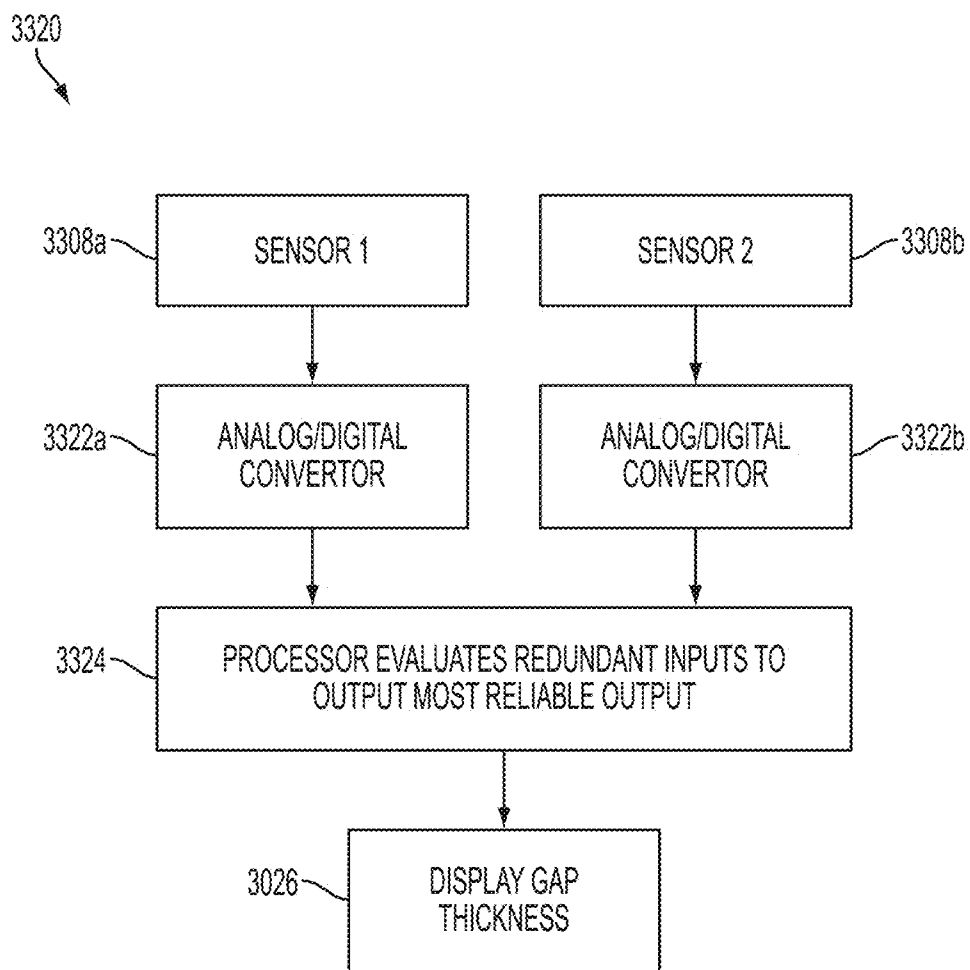 3320
3308a
SENSOR 1
SENSOR 2
3308b
3322a
ANALOG/DIGITAL
CONVERTOR
ANALOG/DIGITAL
CONVERTOR
3322b
3324
PROCESSOR EVALUATES REDUNDANT INPUTS TO
OUTPUT MOST RELIABLE OUTPUT
3026
DISPLAY GAP
THICKNESS